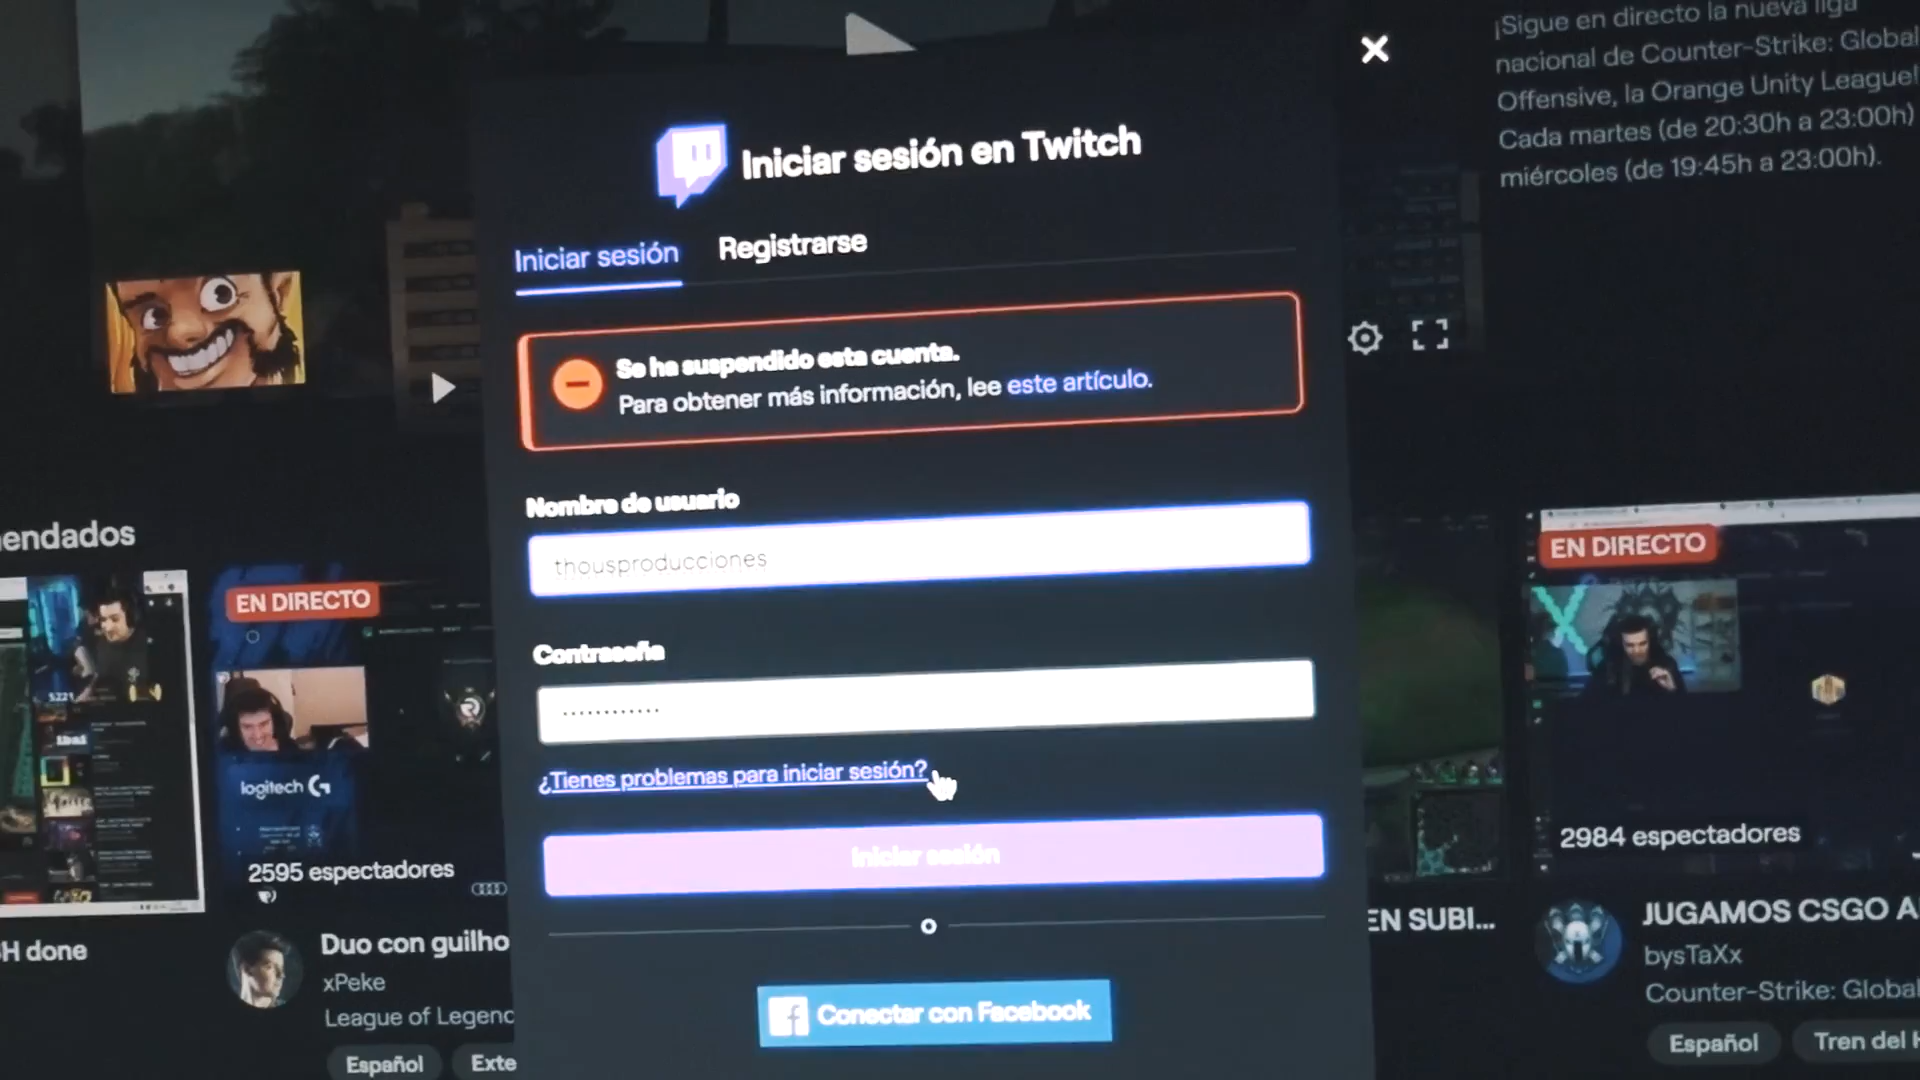 ¡Sigue en directo la nueva liga
nacional de Counter-Strike: Global
Offensive, la Orange Unity League!
Cada martes (de 20:30h a 23:00h)
miércoles (de 19:45h a 23:00h).
Iniciar sesión en Twitch
Iniciar sesión
Registrarse
Se ha suspendido esta cuenta.
Para obtener más información, lee este artículo.
Nombre de usuario
thousproducciones
Contraseña
............
¿Tienes problemas para iniciar sesión?
Iniciar sesión
o
Conectar con Facebook
endados
H done
EN DIRECTO
logitech G
2595 espectadores
Duo con guilho
xPeke
League of Legend
Español
Exte
EN SUBI...
EN DIRECTO
2984 espectadores
JUGAMOS CSGO A
bysTaXx
Counter-Strike: Global
Español
Tren del H